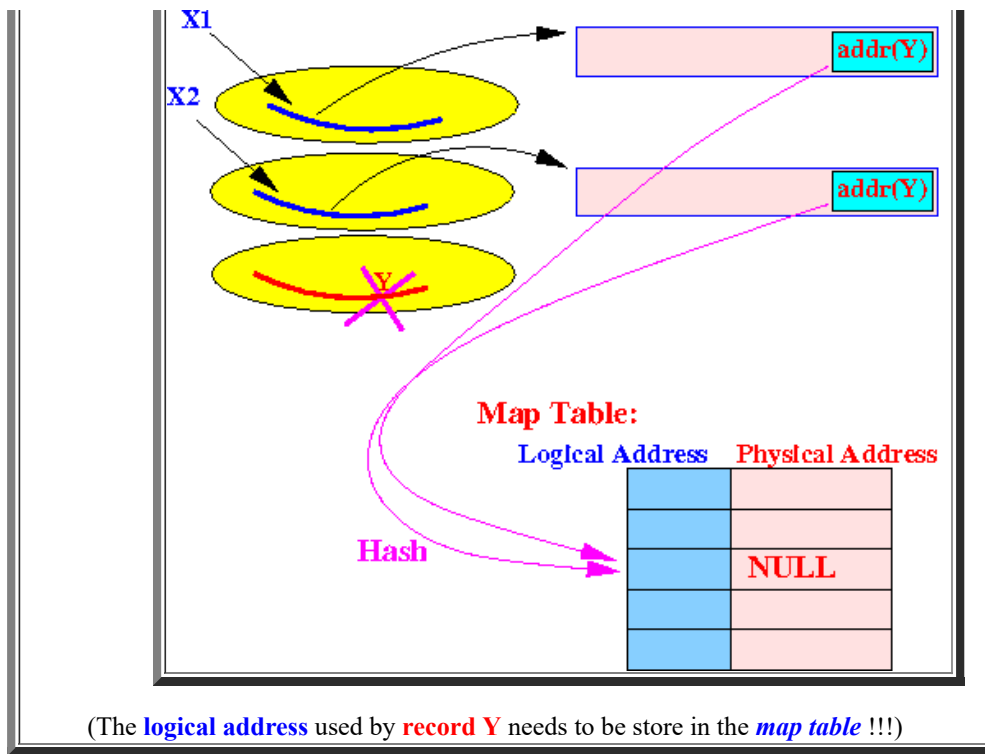 X1
addr(Y)
X2
addr(Y)
Y
Map Table:
Logical Address Physical Address
Hash
NULL
(The logical address used by record Y needs to be store in the map table !!!)